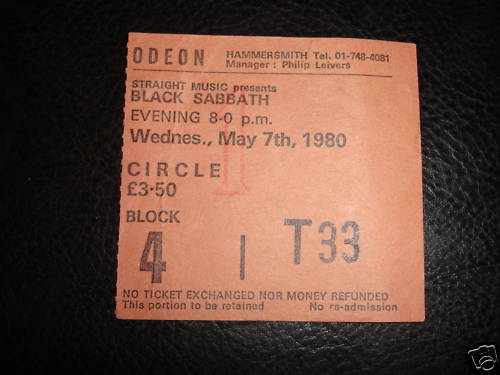 ODEON HAMMERSMITH Tel. 01-748-4081
Manager : Philip Leivers
STRAIGHT MUSIC presents
BLACK SABBATH
EVENING 8-0 p.m.
Wednes., May 7th, 1980
CIRCLE
£3·50
BLOCK
4 | T33
NO TICKET EXCHANGED NOR MONEY REFUNDED
This portion to be retained No re-admission